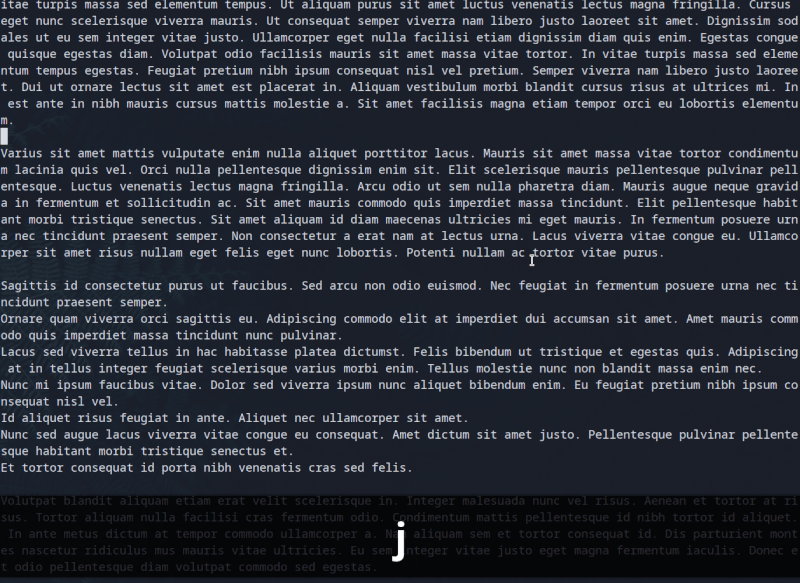 itae turpis massa sed elementum tempus. Ut aliquam purus sit amet luctus venenatis lectus magna fringilla. Cursus
eget nunc scelerisque viverra mauris. Ut consequat semper viverra nam libero justo laoreet sit amet. Dignissim sod
ales ut eu sem integer vitae justo. Ullamcorper eget nulla facilisi etiam dignissim diam quis enim. Egestas congue
quisque egestas diam. Volutpat odio facilisis mauris sit amet massa vitae tortor. In vitae turpis massa sed eleme
ntum tempus egestas. Feugiat pretium nibh ipsum consequat nisl vel pretium. Semper viverra nam libero justo laoree
t. Dui ut ornare lectus sit amet est placerat in. Aliquam vestibulum morbi blandit cursus risus at ultrices mi. In
est ante in nibh mauris cursus mattis molestie a. Sit amet facilisis magna etiam tempor orci eu lobortis elementu
m.
Varius sit amet mattis vulputate enim nulla aliquet porttitor lacus. Mauris sit amet massa vitae tortor condimentu
m lacinia quis vel. Orci nulla pellentesque dignissim enim sit. Elit scelerisque mauris pellentesque pulvinar pell
entesque. Luctus venenatis lectus magna fringilla. Arcu odio ut sem nulla pharetra diam. Mauris augue neque gravid
a in fermentum et sollicitudin ac. Sit amet mauris commodo quis imperdiet massa tincidunt. Elit pellentesque habit
ant morbi tristique senectus. Sit amet aliquam id diam maecenas ultricies mi eget mauris. In fermentum posuere urn
a nec tincidunt praesent semper. Non consectetur a erat nam at lectus urna. Lacus viverra vitae congue eu. Ullamco
rper sit amet risus nullam eget felis eget nunc lobortis. Potenti nullam ac tortor vitae purus.
Sagittis id consectetur purus ut faucibus. Sed arcu non odio euismod. Nec feugiat in fermentum posuere urna nec ti
ncidunt praesent semper.
Ornare quam viverra orci sagittis eu. Adipiscing commodo elit at imperdiet dui accumsan sit amet. Amet mauris comm
odo quis imperdiet massa tincidunt nunc pulvinar.
Lacus sed viverra tellus in hac habitasse platea dictumst. Felis bibendum ut tristique et egestas quis. Adipiscing
at in tellus integer feugiat scelerisque varius morbi enim. Tellus molestie nunc non blandit massa enim nec.
Nunc mi ipsum faucibus vitae. Dolor sed viverra ipsum nunc aliquet bibendum enim. Eu feugiat pretium nibh ipsum co
nsequat nisl vel.
Id aliquet risus feugiat in ante. Aliquet nec ullamcorper sit amet.
Nunc sed augue lacus viverra vitae congue eu consequat. Amet dictum sit amet justo. Pellentesque pulvinar pellente
sque habitant morbi tristique senectus et.
Et tortor consequat id porta nibh venenatis cras sed felis.
Volutpat blandit aliquam etiam erat velit scelerisque in. Integer malesuada nunc vel risus. Aenean et tortor at ri
sus. Tortor aliquam nulla facilisi cras fermentum odio. Condimentum mattis pellentesque id nibh tortor id aliquet.
In ante metus dictum at tempor commodo ullamcorper a. Nam aliquam sem et tortor consequat id. Dis parturient mont
es nascetur ridiculus mus mauris vitae ultricies. Eu sem integer vitae justo eget magna fermentum iaculis. Donec e
t odio pellentesque diam volutpat commodo sed egestas.
j